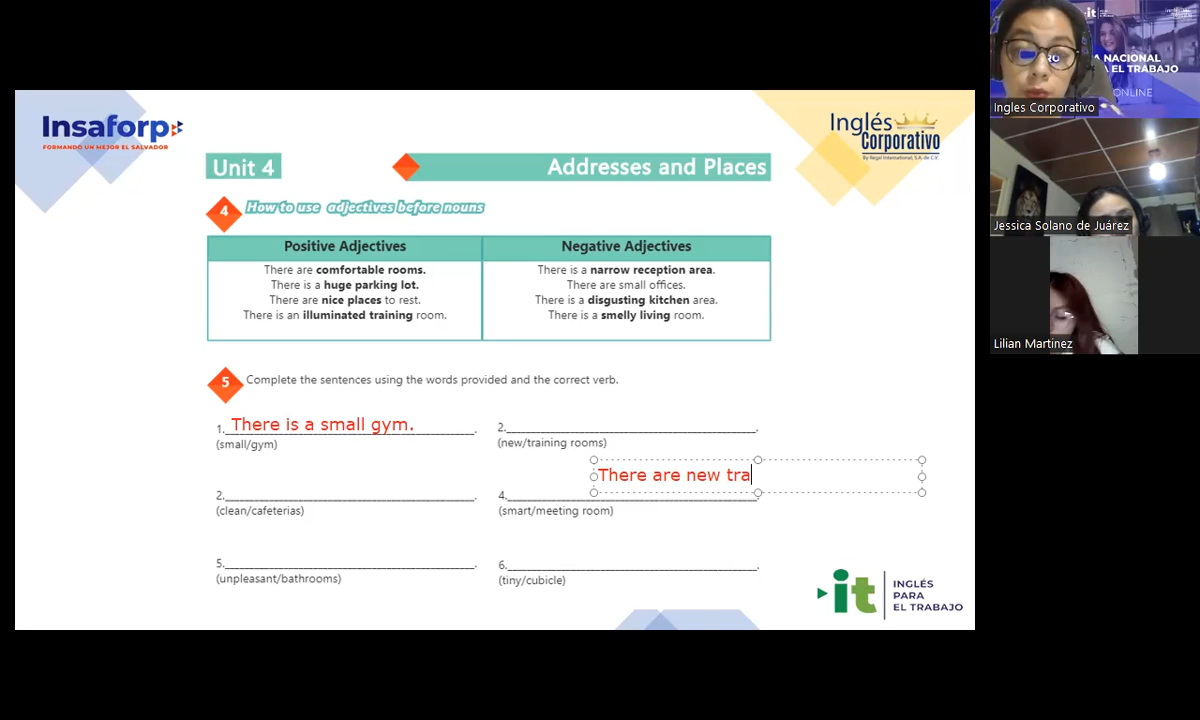 Insaforp
FORMANDO UN MEJOR EL SALVADOR
Inglés
Corporativo
By Regal International, S.A. de C.V.
Unit 4
Addresses and Places
4
How to use adjectives before nouns
Positive Adjectives
Negative Adjectives
There are comfortable rooms.
There is a huge parking lot.
There are nice places to rest.
There is an illuminated training room.
There is a narrow reception area.
There are small offices.
There is a disgusting kitchen area.
There is a smelly living room.
5
Complete the sentences using the words provided and the correct verb.
1. There is a small gym.
(small/gym)
2.
(new/training rooms)
There are new tra
2.
(clean/cafeterias)
4.
(smart/meeting room)
5.
(unpleasant/bathrooms)
6.
(tiny/cubicle)
it
INGLÉS
PARA
EL TRABAJO
it
A NACIONAL
A EL TRABAJO
ONLINE
Ingles Corporativo
Jessica Solano de Juárez
Lilian Martinez